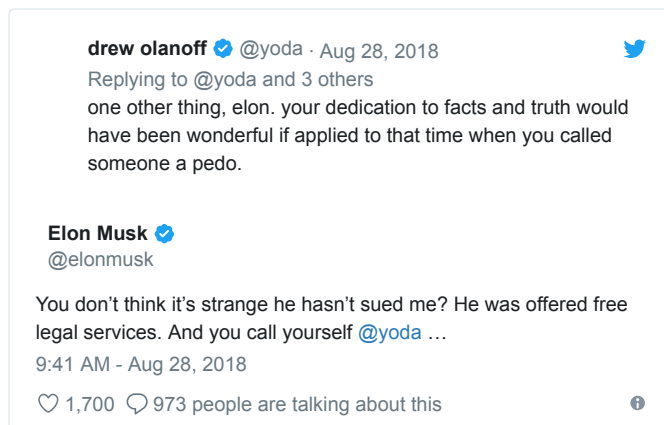 drew olanoff @yoda · Aug 28, 2018
Replying to @yoda and 3 others
one other thing, elon. your dedication to facts and truth would
have been wonderful if applied to that time when you called
someone a pedo.
Elon Musk
@elonmusk
You don’t think it’s strange he hasn’t sued me? He was offered free
legal services. And you call yourself @yoda …
9:41 AM - Aug 28, 2018
1,700 973 people are talking about this